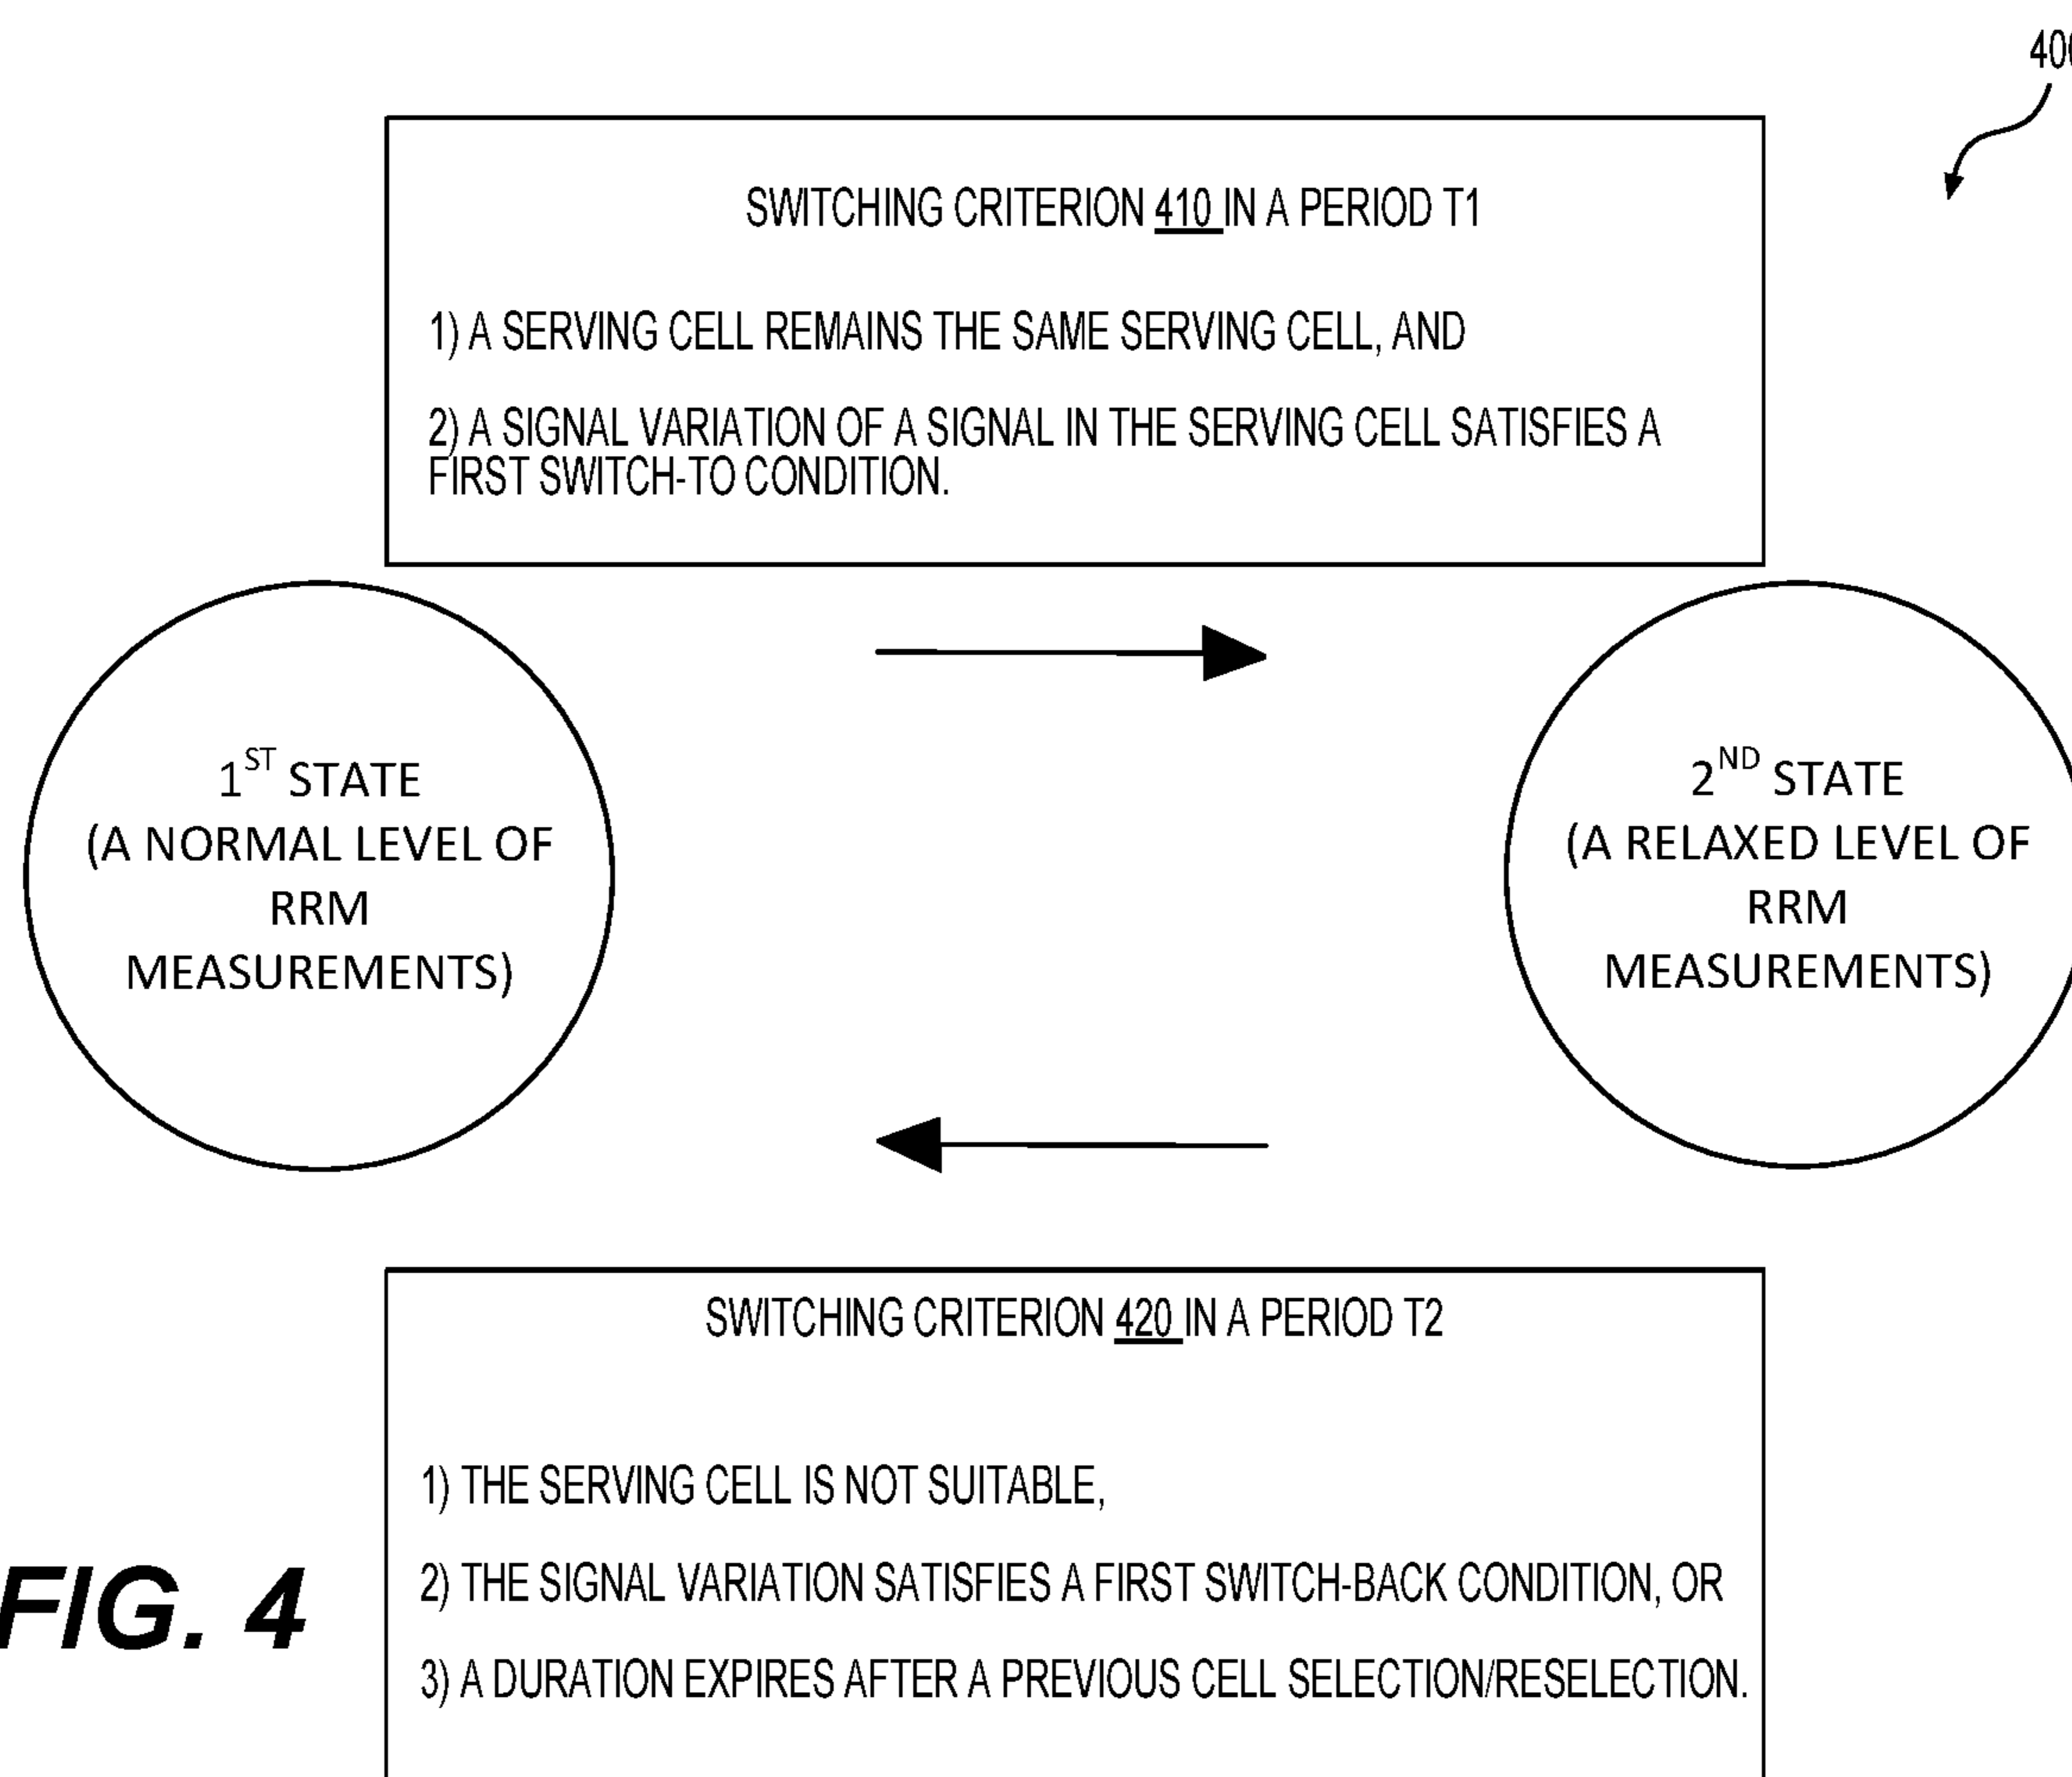 400
SWITCHING CRITERION 410 IN A PERIOD T1
1) A SERVING CELL REMAINS THE SAME SERVING CELL, AND
2) A SIGNAL VARIATION OF A SIGNAL IN THE SERVING CELL SATISFIES A
FIRST SWITCH-TO CONDITION.
1ST STATE
(A NORMAL LEVEL OF
RRM
MEASUREMENTS)
2ND STATE
(A RELAXED LEVEL OF
RRM
MEASUREMENTS)
SWITCHING CRITERION 420 IN A PERIOD T2
1) THE SERVING CELL IS NOT SUITABLE,
2) THE SIGNAL VARIATION SATISFIES A FIRST SWITCH-BACK CONDITION, OR
3) A DURATION EXPIRES AFTER A PREVIOUS CELL SELECTION/RESELECTION.
FIG. 4